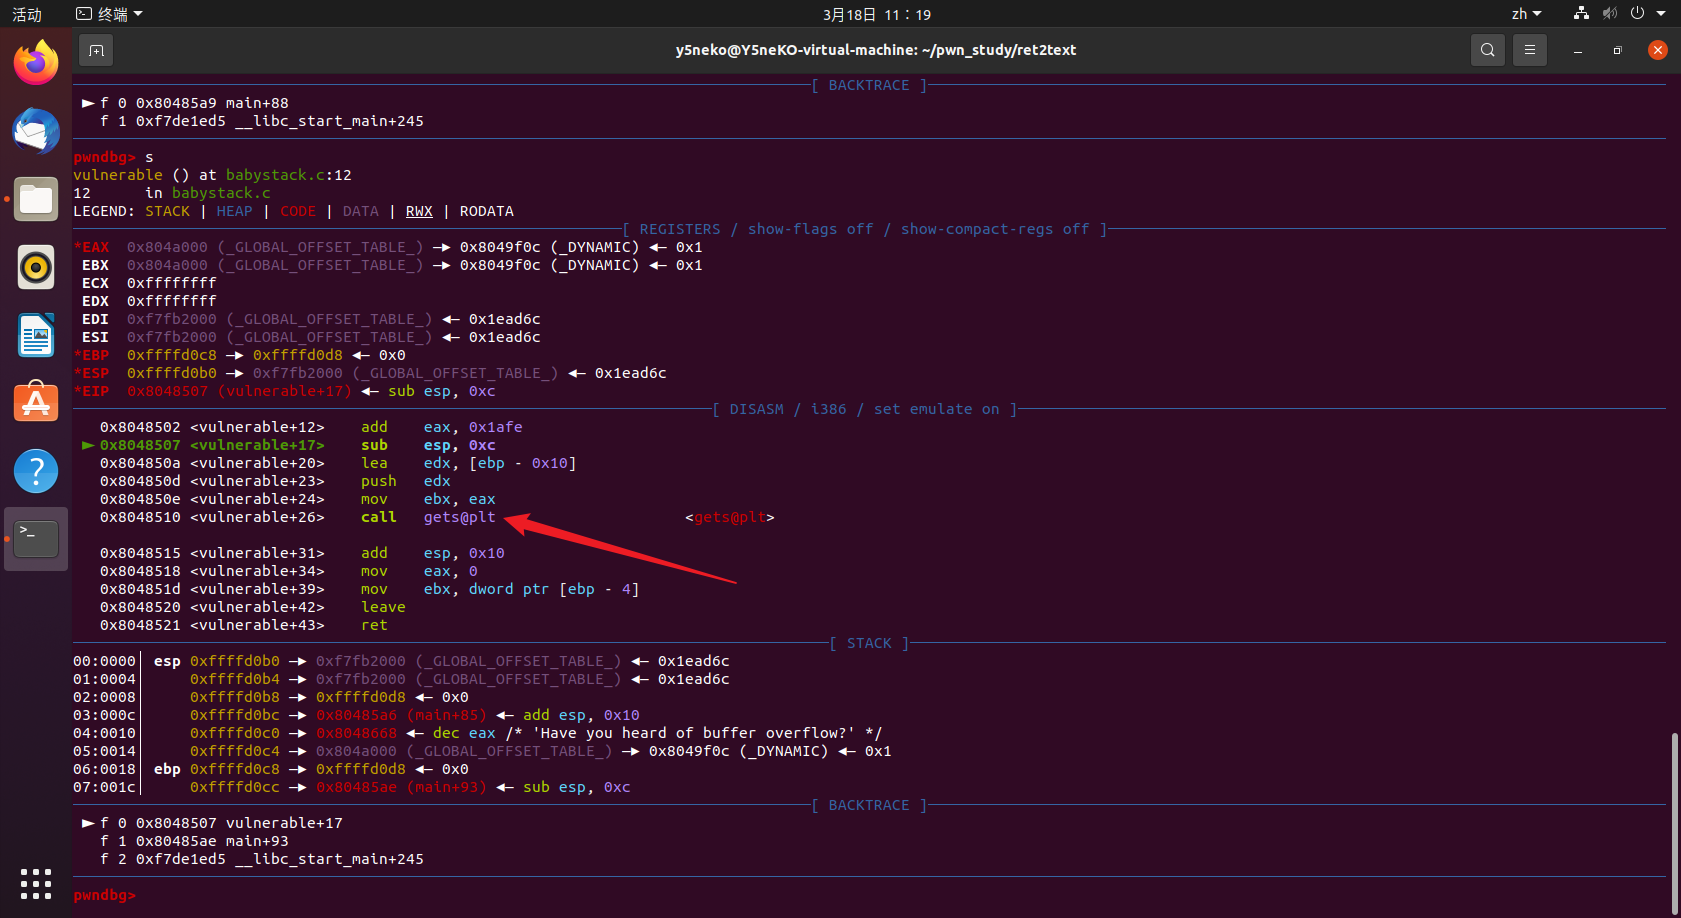 活动 终端 3月18日 11：19 zh
y5neko@Y5neKO-virtual-machine: ~/pwn_study/ret2text
[ BACKTRACE ]
► f 0 0x80485a9 main+88
f 1 0xf7de1ed5 __libc_start_main+245
pwndbg> s
vulnerable () at babystack.c:12
12 in babystack.c
LEGEND: STACK | HEAP | CODE | DATA | RWX | RODATA
[ REGISTERS / show-flags off / show-compact-regs off ]
*EAX 0x804a000 (_GLOBAL_OFFSET_TABLE_) —▸ 0x8049f0c (_DYNAMIC) ◂— 0x1
EBX 0x804a000 (_GLOBAL_OFFSET_TABLE_) —▸ 0x8049f0c (_DYNAMIC) ◂— 0x1
ECX 0xffffffff
EDX 0xffffffff
EDI 0xf7fb2000 (_GLOBAL_OFFSET_TABLE_) ◂— 0x1ead6c
ESI 0xf7fb2000 (_GLOBAL_OFFSET_TABLE_) ◂— 0x1ead6c
*EBP 0xffffd0c8 —▸ 0xffffd0d8 ◂— 0x0
*ESP 0xffffd0b0 —▸ 0xf7fb2000 (_GLOBAL_OFFSET_TABLE_) ◂— 0x1ead6c
*EIP 0x8048507 (vulnerable+17) ◂— sub esp, 0xc
[ DISASM / i386 / set emulate on ]
0x8048502 <vulnerable+12> add eax, 0x1afe
► 0x8048507 <vulnerable+17> sub esp, 0xc
0x804850a <vulnerable+20> lea edx, [ebp - 0x10]
0x804850d <vulnerable+23> push edx
0x804850e <vulnerable+24> mov ebx, eax
0x8048510 <vulnerable+26> call gets@plt <gets@plt>
0x8048515 <vulnerable+31> add esp, 0x10
0x8048518 <vulnerable+34> mov eax, 0
0x804851d <vulnerable+39> mov ebx, dword ptr [ebp - 4]
0x8048520 <vulnerable+42> leave
0x8048521 <vulnerable+43> ret
[ STACK ]
00:0000│ esp 0xffffd0b0 —▸ 0xf7fb2000 (_GLOBAL_OFFSET_TABLE_) ◂— 0x1ead6c
01:0004│ 0xffffd0b4 —▸ 0xf7fb2000 (_GLOBAL_OFFSET_TABLE_) ◂— 0x1ead6c
02:0008│ 0xffffd0b8 —▸ 0xffffd0d8 ◂— 0x0
03:000c│ 0xffffd0bc —▸ 0x80485a6 (main+85) ◂— add esp, 0x10
04:0010│ 0xffffd0c0 —▸ 0x8048668 ◂— dec eax /* 'Have you heard of buffer overflow?' */
05:0014│ 0xffffd0c4 —▸ 0x804a000 (_GLOBAL_OFFSET_TABLE_) —▸ 0x8049f0c (_DYNAMIC) ◂— 0x1
06:0018│ ebp 0xffffd0c8 —▸ 0xffffd0d8 ◂— 0x0
07:001c│ 0xffffd0cc —▸ 0x80485ae (main+93) ◂— sub esp, 0xc
[ BACKTRACE ]
► f 0 0x8048507 vulnerable+17
f 1 0x80485ae main+93
f 2 0xf7de1ed5 __libc_start_main+245
pwndbg>